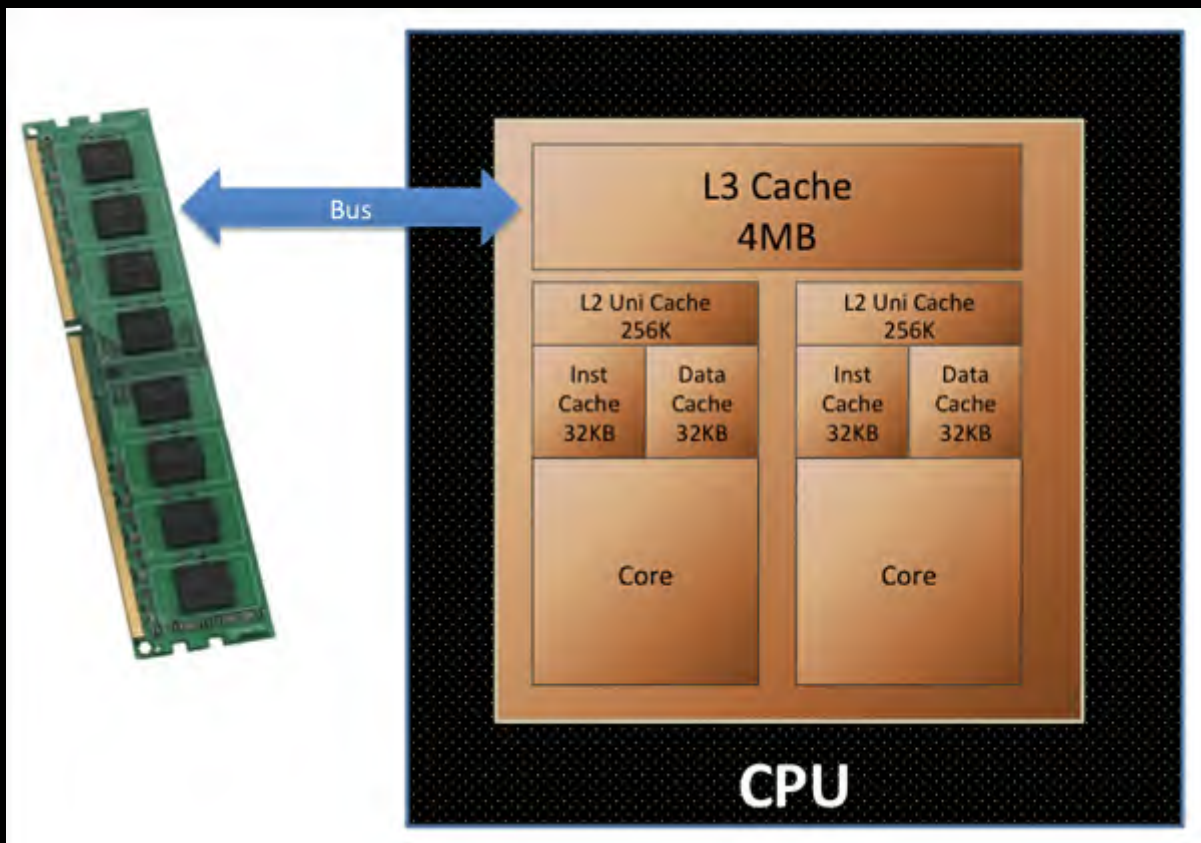 Bus
L3 Cache
4MB
L2 Uni Cache
256K
L2 Uni Cache
256K
Inst
Cache
32KB
Data
Cache
32KB
Inst
Cache
32KB
Data
Cache
32KB
Core
Core
CPU